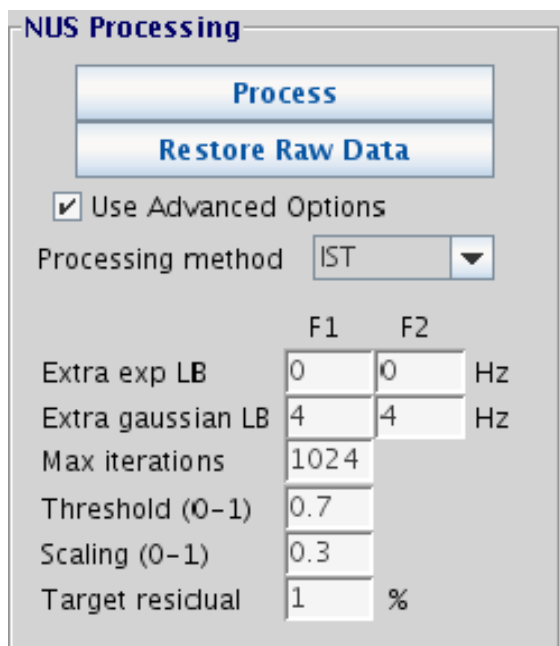 NUS Processing
Process
Restore Raw Data
Use Advanced Options
Processing method IST
F1 F2
Extra exp LB 0 0 Hz
Extra gaussian LB 4 4 Hz
Max iterations 1024
Threshold (0-1) 0.7
Scaling (0-1) 0.3
Target residual 1 %